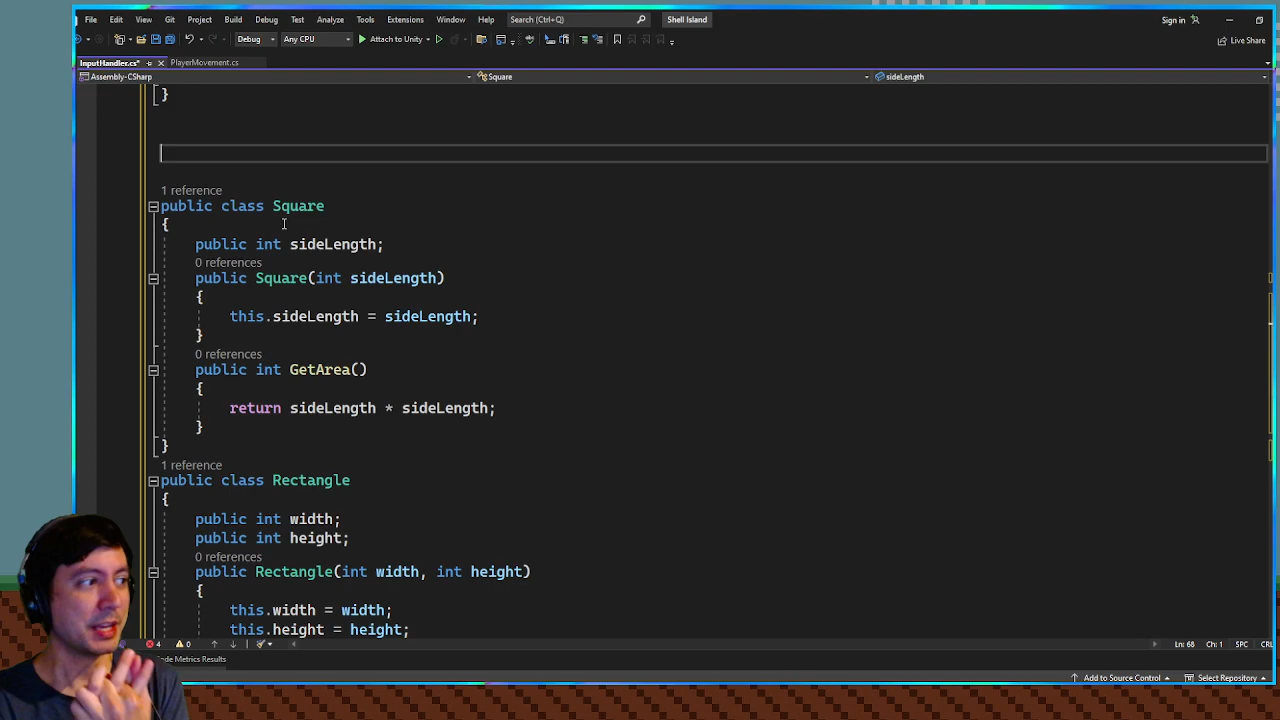 File Edit View Git Project Build Debug Test Analyze Tools Extensions Window Help Search (Ctrl+Q) Shell Island Sign in
Debug Any CPU Attach to Unity Live Share
InputHandler.cs* PlayerMovement.cs
Assembly-CSharp Square sideLength
}
1 reference
public class Square
{
public int sideLength;
0 references
public Square(int sideLength)
{
this.sideLength = sideLength;
}
0 references
public int GetArea()
{
return sideLength * sideLength;
}
}
1 reference
public class Rectangle
{
public int width;
public int height;
0 references
public Rectangle(int width, int height)
{
this.width = width;
this.height = height;
4 0 Ln: 68 Ch: 1 SPC
Metrics Results
Add to Source Control Select Repository